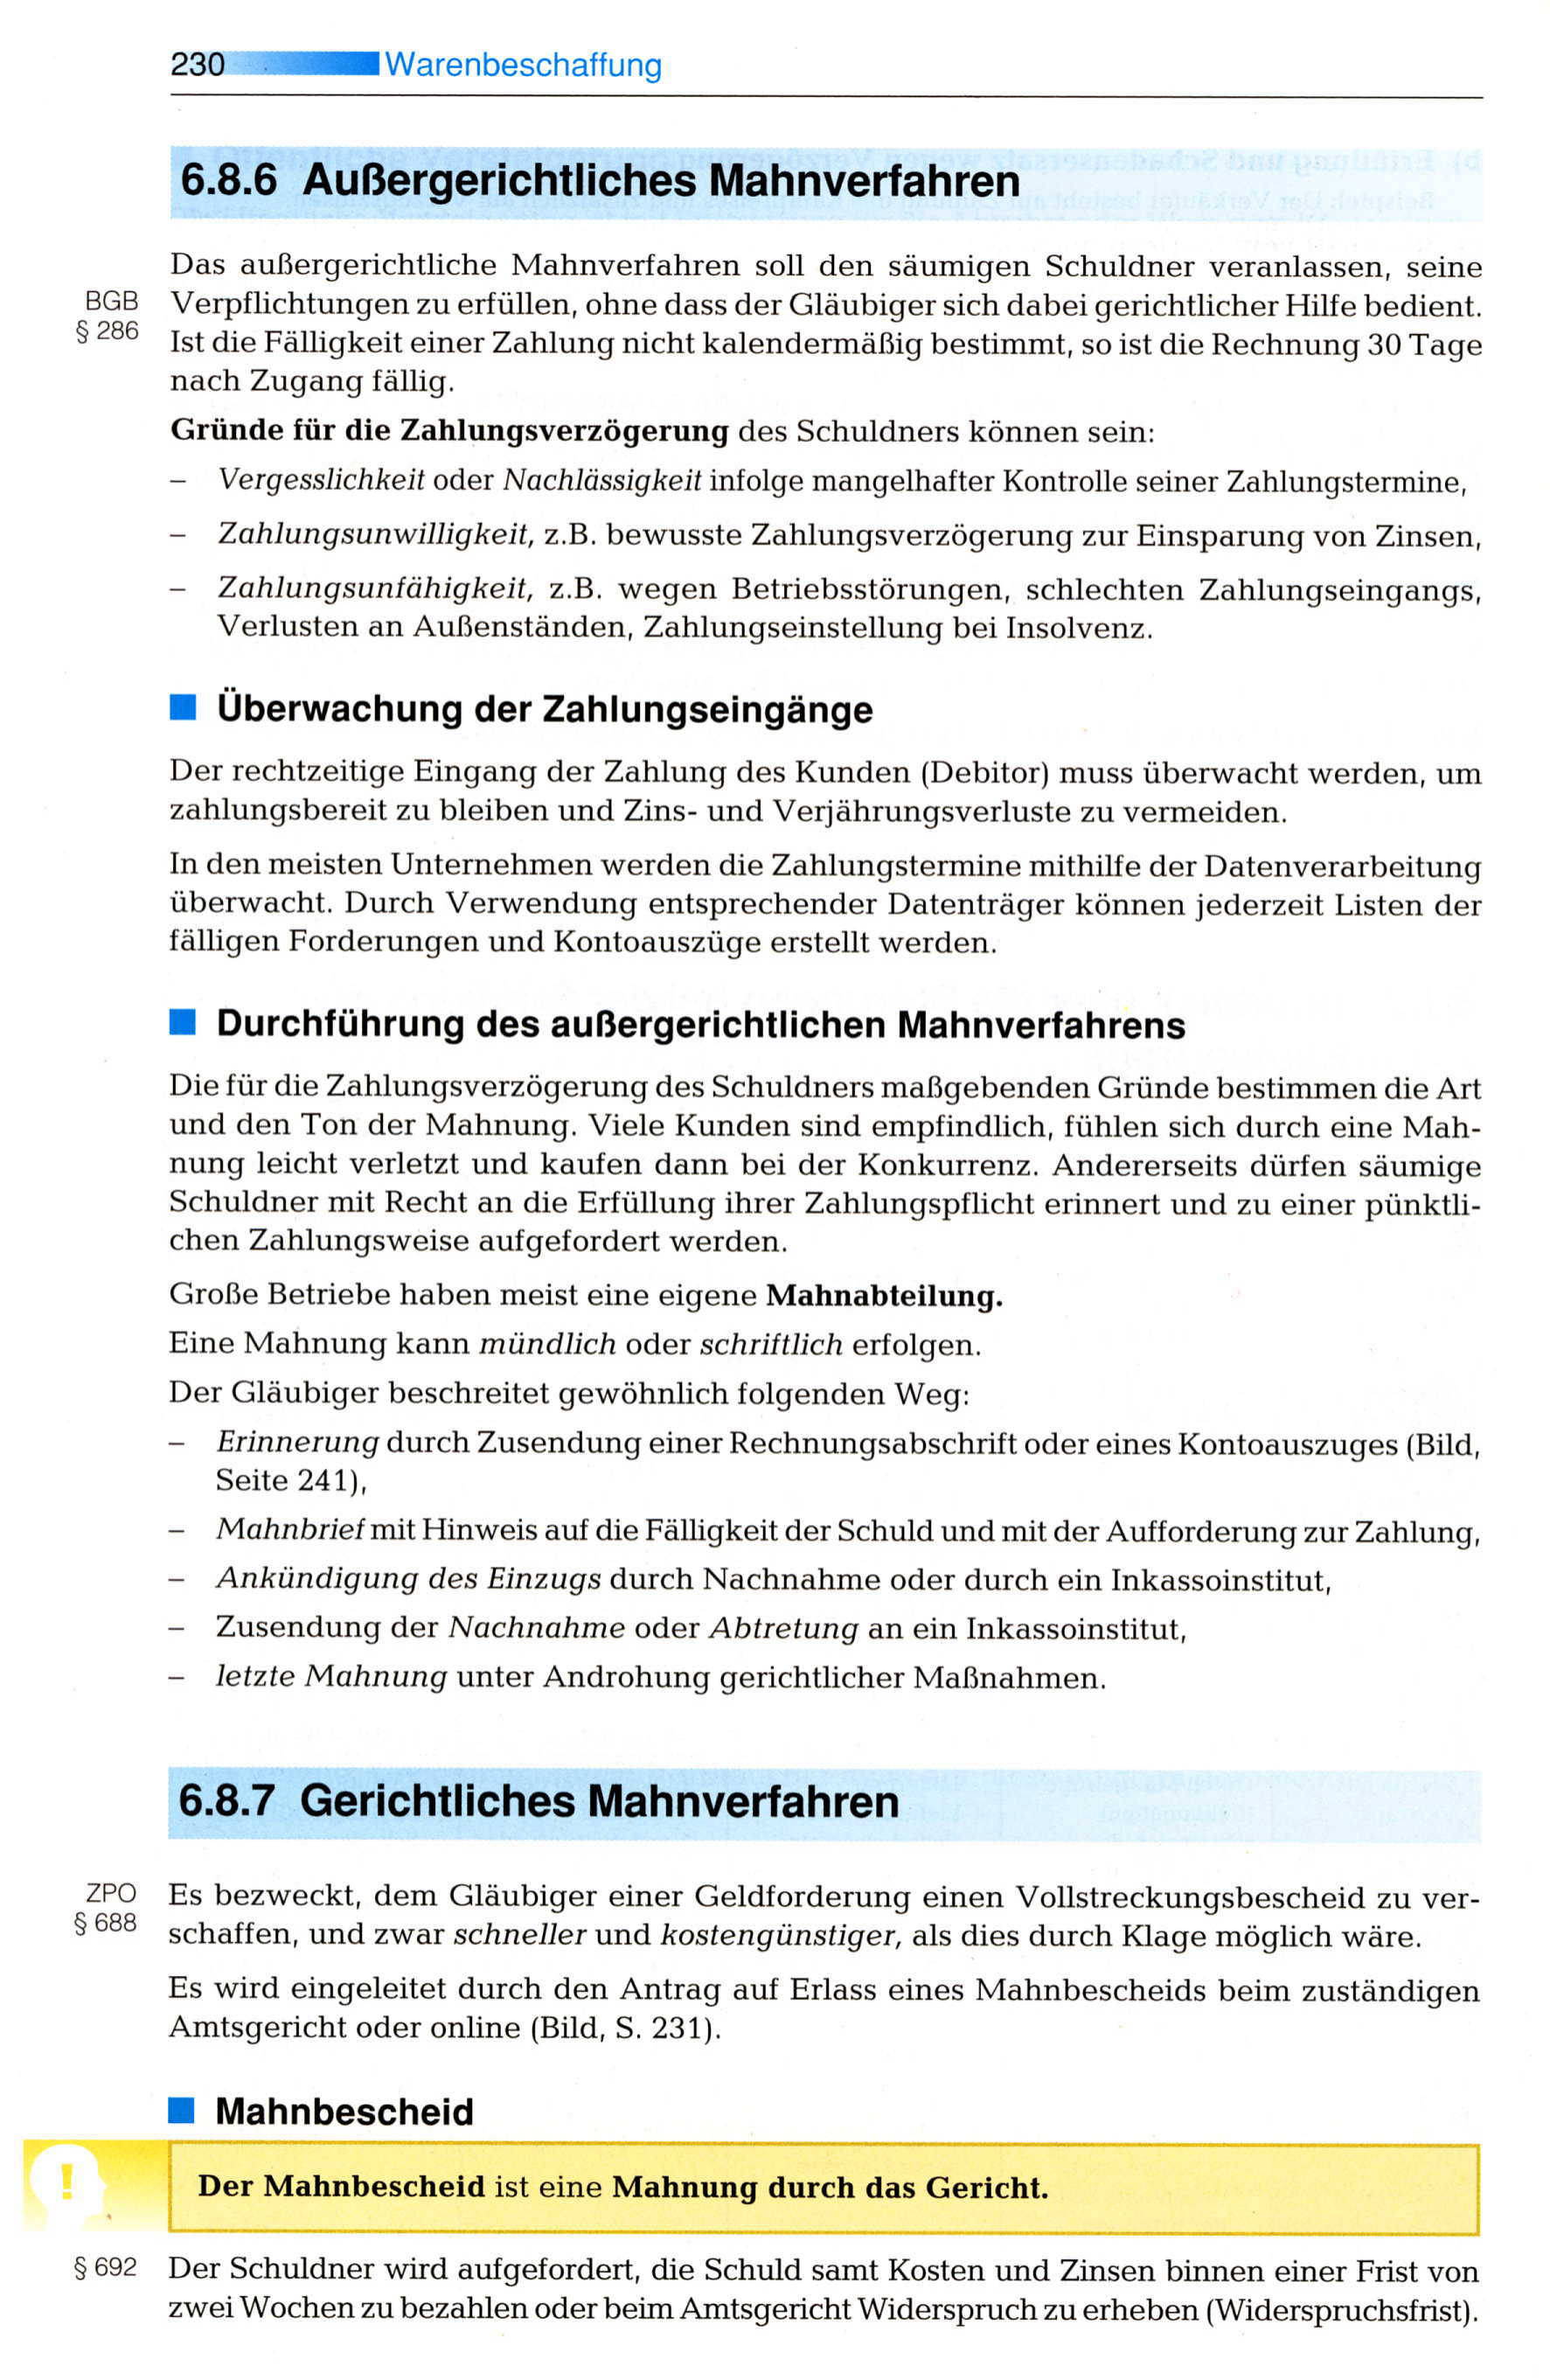 230 Warenbeschaffung
6.8.6 Außergerichtliches Mahnverfahren
Das außergerichtliche Mahnverfahren soll den säumigen Schuldner veranlassen, seine
BGB Verpflichtungen zu erfüllen, ohne dass der Gläubiger sich dabei gerichtlicher Hilfe bedient.
§ 286 Ist die Fälligkeit einer Zahlung nicht kalendermäßig bestimmt, so ist die Rechnung 30 Tage
nach Zugang fällig.
Gründe für die Zahlungsverzögerung des Schuldners können sein:
– Vergesslichkeit oder Nachlässigkeit infolge mangelhafter Kontrolle seiner Zahlungstermine,
– Zahlungsunwilligkeit, z.B. bewusste Zahlungsverzögerung zur Einsparung von Zinsen,
– Zahlungsunfähigkeit, z.B. wegen Betriebsstörungen, schlechten Zahlungseingangs,
Verlusten an Außenständen, Zahlungseinstellung bei Insolvenz.
Überwachung der Zahlungseingänge
Der rechtzeitige Eingang der Zahlung des Kunden (Debitor) muss überwacht werden, um
zahlungsbereit zu bleiben und Zins- und Verjährungsverluste zu vermeiden.
In den meisten Unternehmen werden die Zahlungstermine mithilfe der Datenverarbeitung
überwacht. Durch Verwendung entsprechender Datenträger können jederzeit Listen der
fälligen Forderungen und Kontoauszüge erstellt werden.
Durchführung des außergerichtlichen Mahnverfahrens
Die für die Zahlungsverzögerung des Schuldners maßgebenden Gründe bestimmen die Art
und den Ton der Mahnung. Viele Kunden sind empfindlich, fühlen sich durch eine Mah-
nung leicht verletzt und kaufen dann bei der Konkurrenz. Andererseits dürfen säumige
Schuldner mit Recht an die Erfüllung ihrer Zahlungspflicht erinnert und zu einer pünktli-
chen Zahlungsweise aufgefordert werden.
Große Betriebe haben meist eine eigene Mahnabteilung.
Eine Mahnung kann mündlich oder schriftlich erfolgen.
Der Gläubiger beschreitet gewöhnlich folgenden Weg:
– Erinnerung durch Zusendung einer Rechnungsabschrift oder eines Kontoauszuges (Bild,
Seite 241),
– Mahnbrief mit Hinweis auf die Fälligkeit der Schuld und mit der Aufforderung zur Zahlung,
– Ankündigung des Einzugs durch Nachnahme oder durch ein Inkassoinstitut,
– Zusendung der Nachnahme oder Abtretung an ein Inkassoinstitut,
– letzte Mahnung unter Androhung gerichtlicher Maßnahmen.
6.8.7 Gerichtliches Mahnverfahren
ZPO Es bezweckt, dem Gläubiger einer Geldforderung einen Vollstreckungsbescheid zu ver-
§ 688 schaffen, und zwar schneller und kostengünstiger, als dies durch Klage möglich wäre.
Es wird eingeleitet durch den Antrag auf Erlass eines Mahnbescheids beim zuständigen
Amtsgericht oder online (Bild, S. 231).
Mahnbescheid
! Der Mahnbescheid ist eine Mahnung durch das Gericht.
§ 692 Der Schuldner wird aufgefordert, die Schuld samt Kosten und Zinsen binnen einer Frist von
zwei Wochen zu bezahlen oder beim Amtsgericht Widerspruch zu erheben (Widerspruchsfrist).